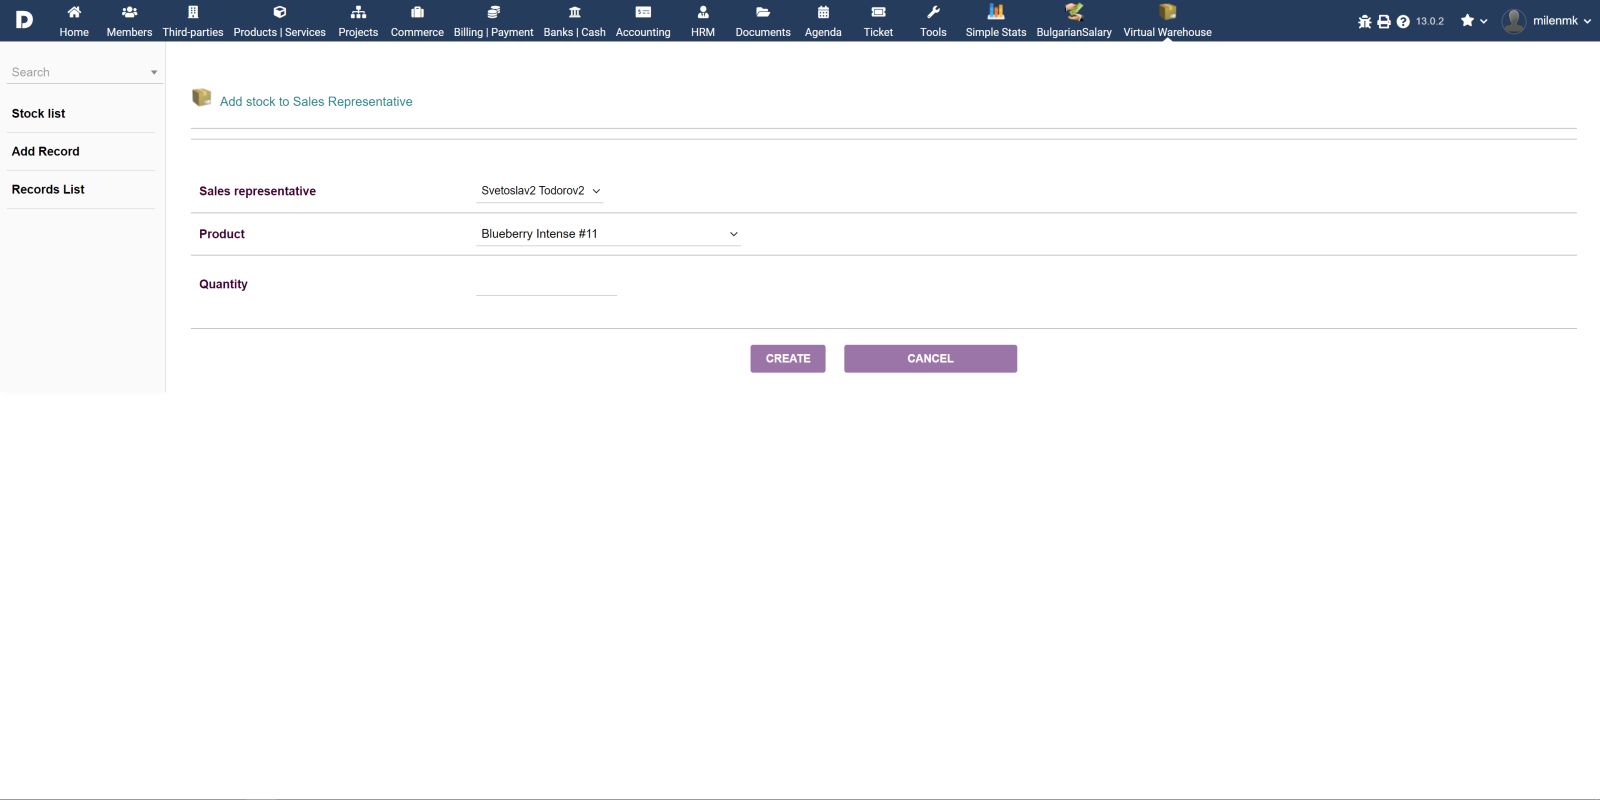 D
Home Members Third-parties Products | Services Projects Commerce Billing | Payment Banks | Cash Accounting HRM Documents Agenda Ticket Tools Simple Stats BulgarianSalary Virtual Warehouse 13.0.2 milenmk
Search
Stock list
Add Record
Records List
Add stock to Sales Representative
Sales representative Svetoslav2 Todorov2
Product Blueberry Intense #11
Quantity
CREATE CANCEL